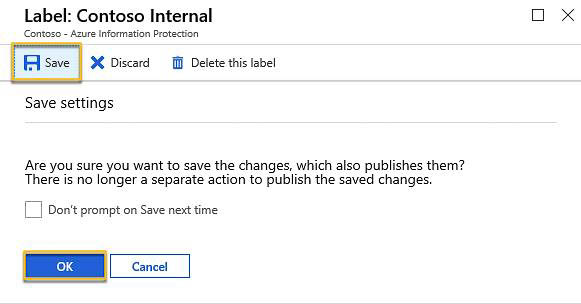 Label: Contoso Internal
Contoso - Azure Information Protection
Save Discard Delete this label
Save settings
Are you sure you want to save the changes, which also publishes them?
There is no longer a separate action to publish the saved changes.
Don't prompt on Save next time
OK Cancel